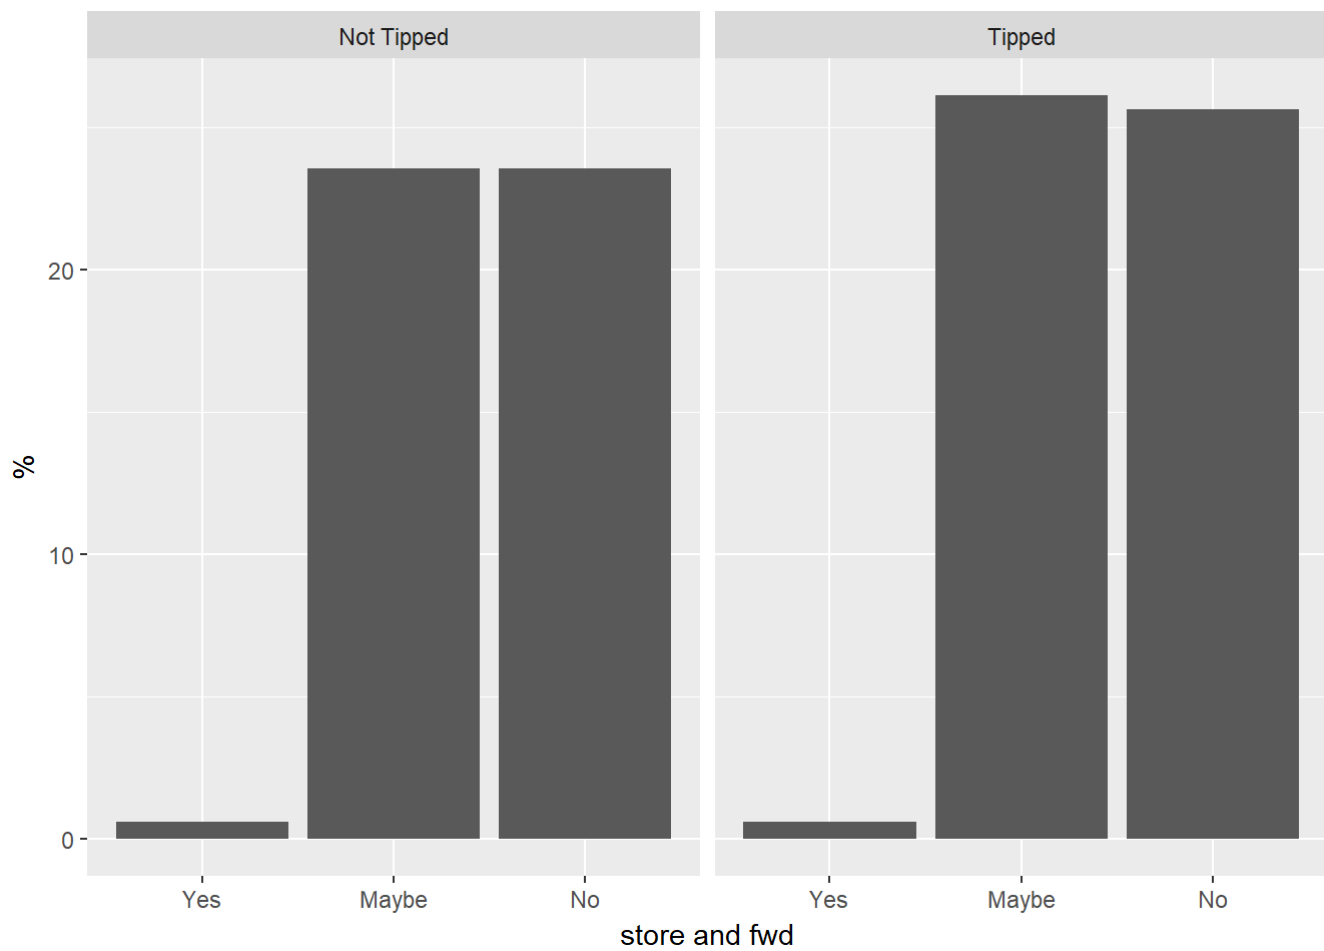 Not Tipped Tipped
%
20
10
0
Yes Maybe No Yes Maybe No
store and fwd